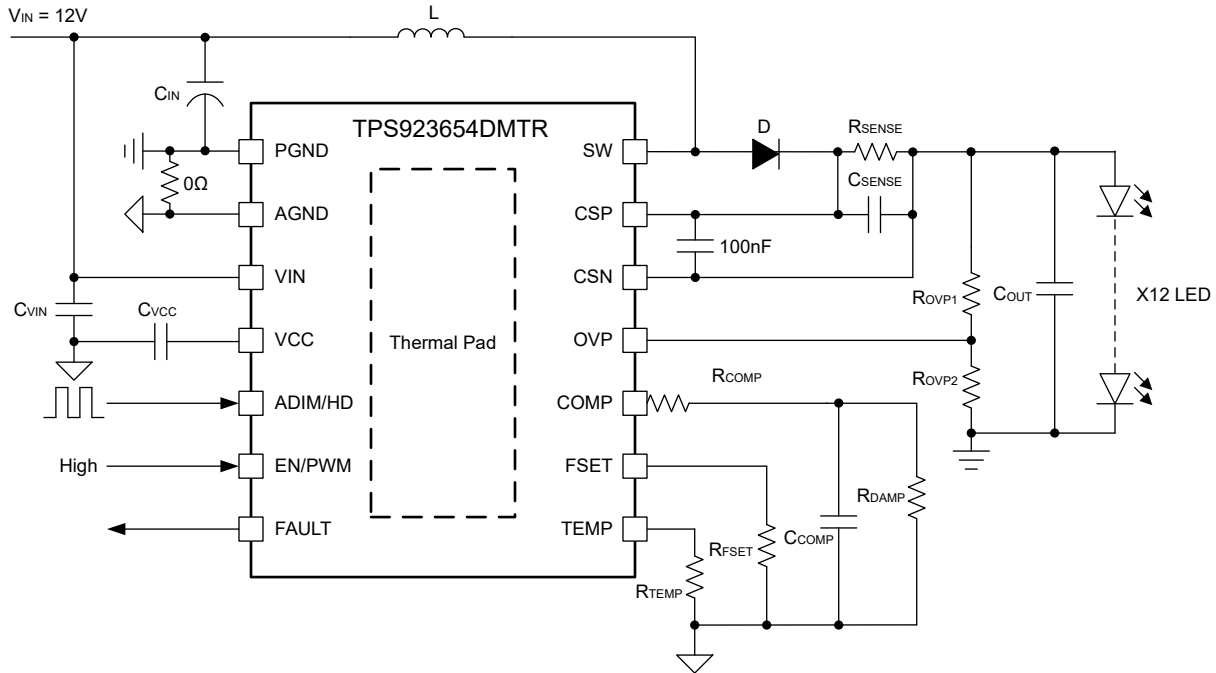 VIN = 12V
L
CIN
TPS923654DMTR
D
RSENSE
PGND
SW
0Ω
CSENSE
AGND
CSP
100nF
VIN
CSN
CVIN
CVCC
ROVP1
COUT
X12 LED
VCC
Thermal Pad
OVP
RCOMP
ROVP2
ADIM/HD
COMP
High
EN/PWM
FSET
RDAMP
FAULT
TEMP
RFSET
CCOMP
RTEMP